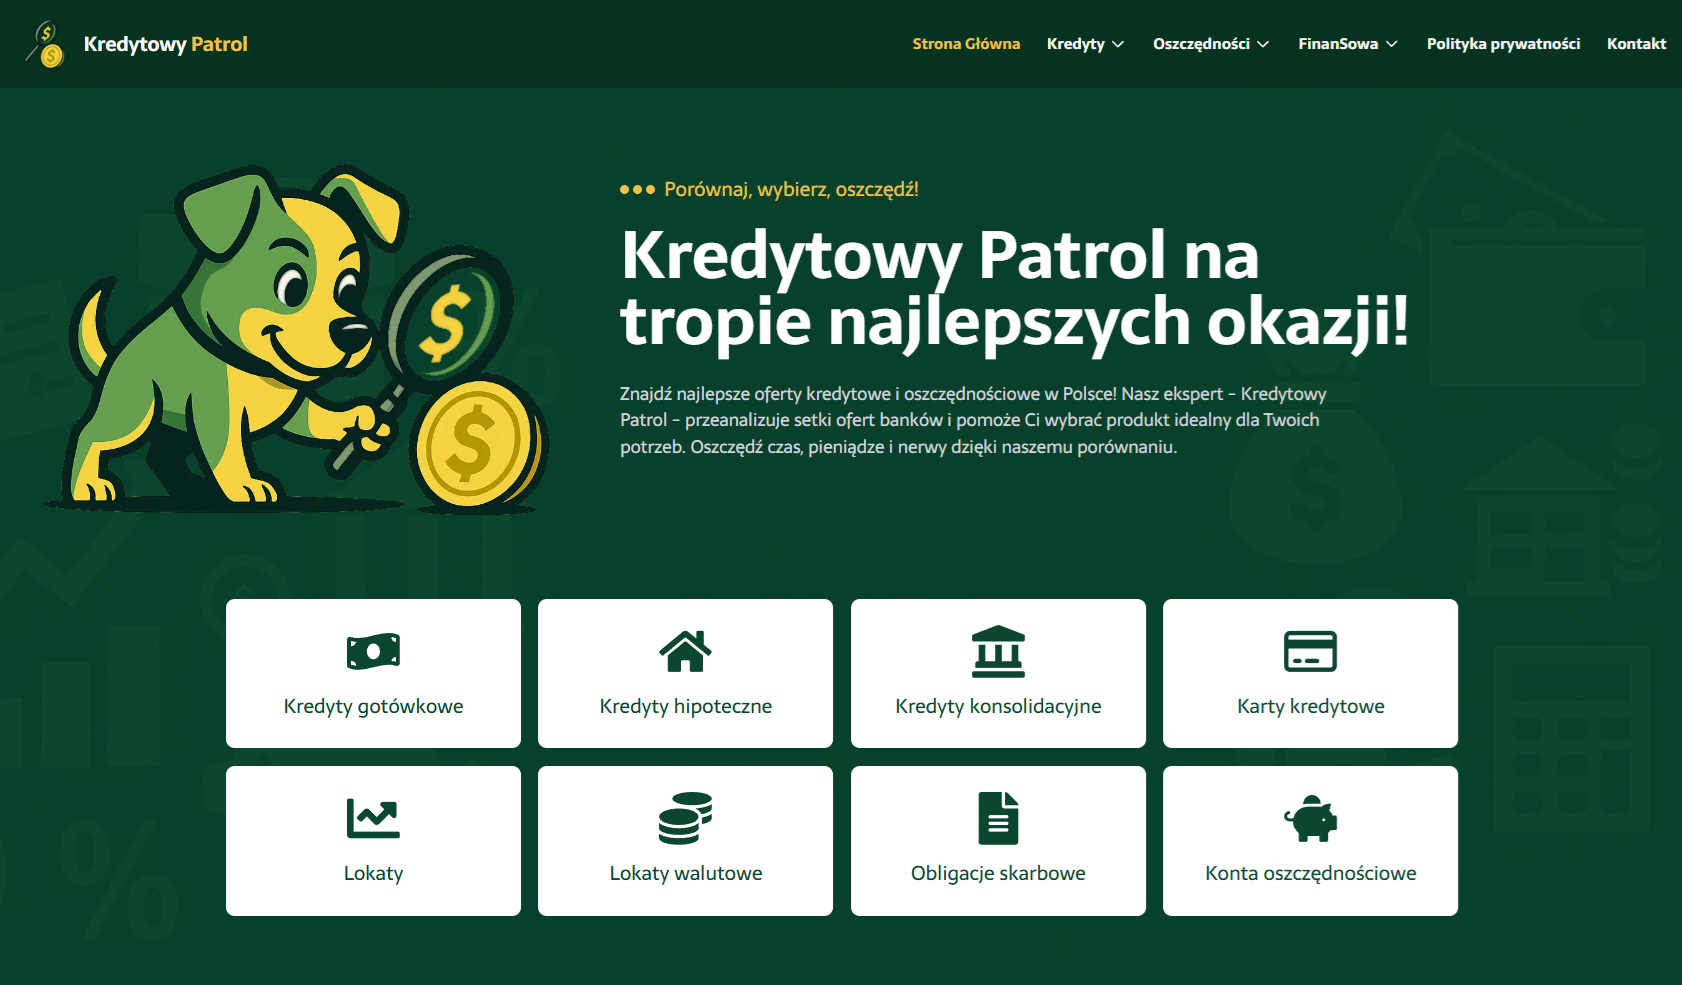 Kredytowy Patrol
Strona Główna
Kredyty
Oszczędności
FinanSowa
Polityka prywatności
Kontakt
Porównaj, wybierz, oszczędź!
Kredytowy Patrol na
tropie najlepszych okazji!
Znajdź najlepsze oferty kredytowe i oszczędnościowe w Polsce! Nasz ekspert - Kredytowy
Patrol - przeanalizuje setki ofert banków i pomoże Ci wybrać produkt idealny dla Twoich
potrzeb. Oszczędź czas, pieniądze i nerwy dzięki naszemu porównaniu.
Kredyty gotówkowe
Kredyty hipoteczne
Kredyty konsolidacyjne
Karty kredytowe
Lokaty
Lokaty walutowe
Obligacje skarbowe
Konta oszczędnościowe